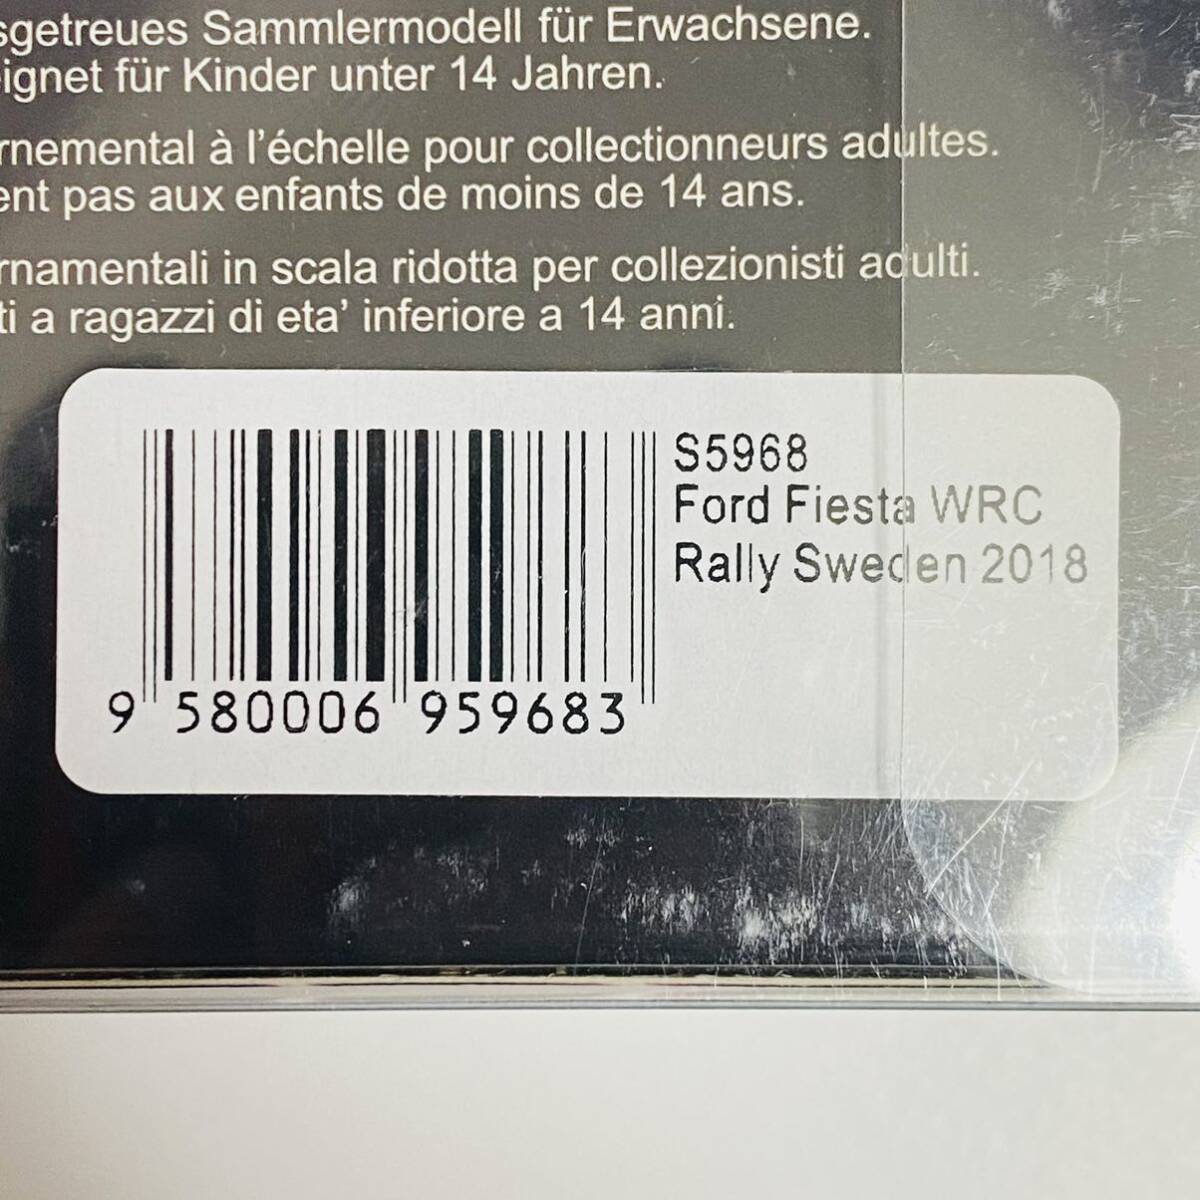 sgetreues Sammlermodell für Erwachsene.
eignet für Kinder unter 14 Jahren.
rnemental à l'échelle pour collectionneurs adultes.
ent pas aux enfants de moins de 14 ans.
rnamentali in scala ridotta per collezionisti adulti.
ti a ragazzi di eta' inferiore a 14 anni.
S5968
Ford Fiesta WRC
Rally Sweden 2018
9 580006 959683